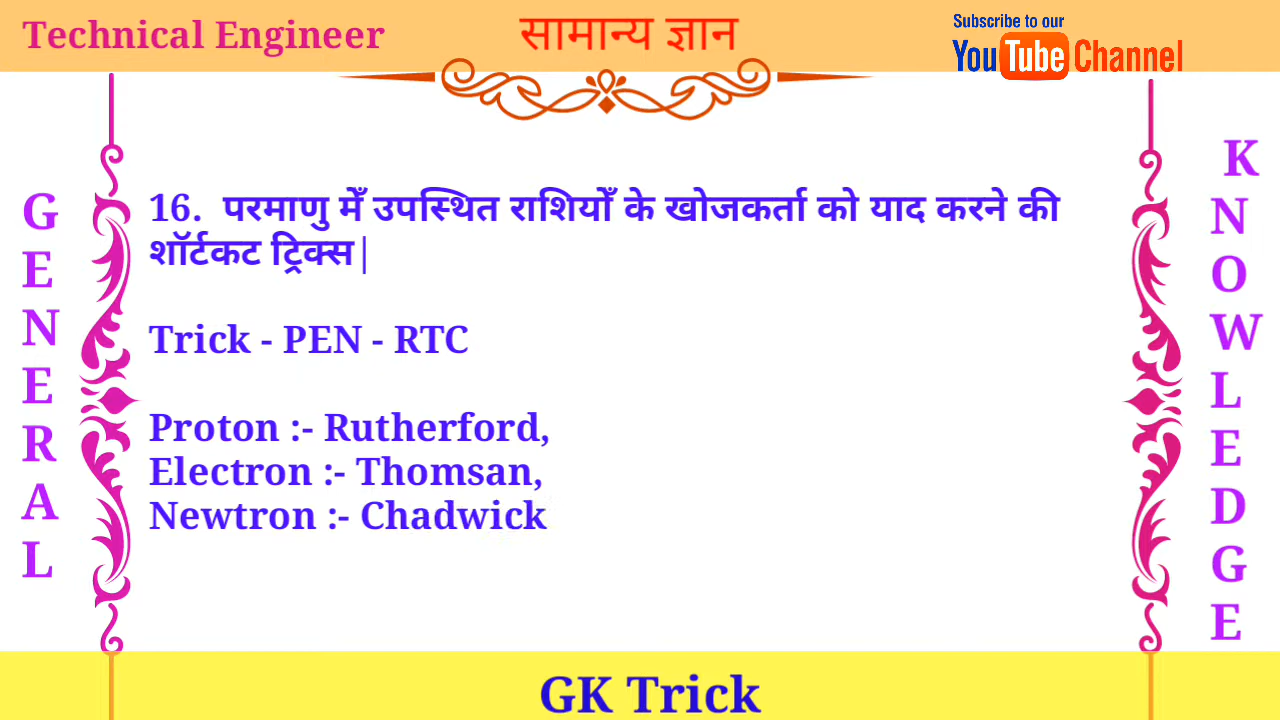 Technical Engineer
सामान्य ज्ञान
Subscribe to our
YouTube Channel
GENERAL
KNOWLEDGE
16. परमाणु मेँ उपस्थित राशियोँ के खोजकर्ता को याद करने की
शॉर्टकट ट्रिक्स|
Trick - PEN - RTC
Proton :- Rutherford,
Electron :- Thomsan,
Newtron :- Chadwick
GK Trick